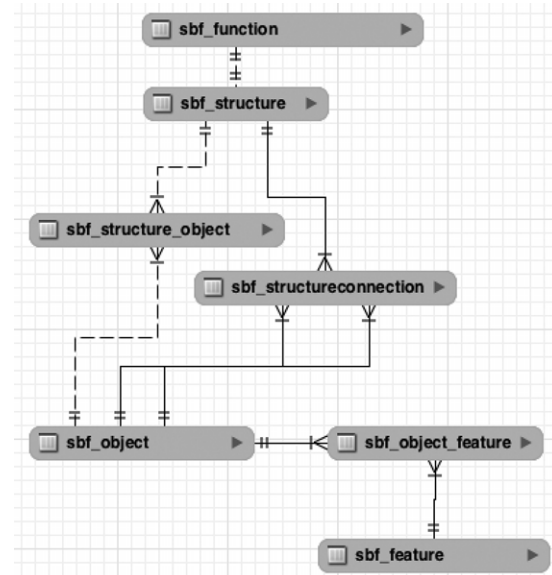 sbf_function
sbf_structure
sbf_structure_object
sbf_structureconnection
sbf_object
sbf_object_feature
sbf_feature